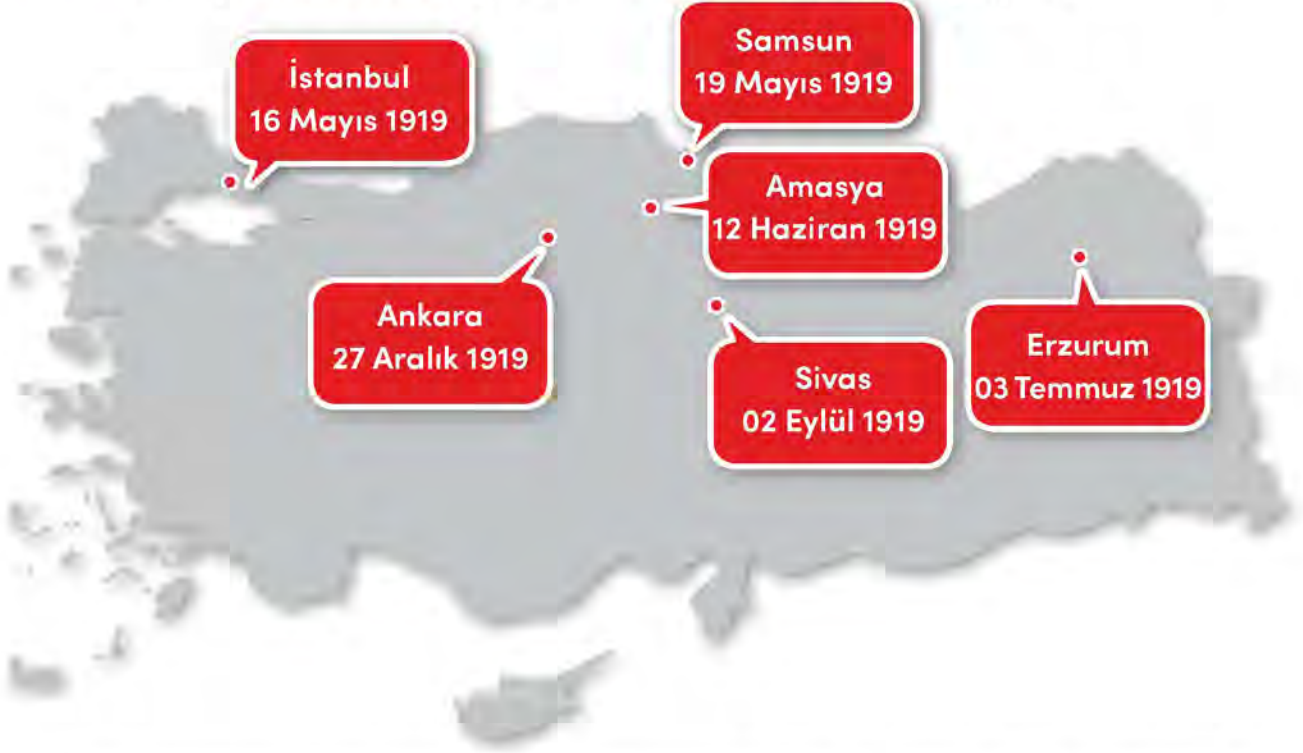 İstanbul
16 Mayıs 1919
Samsun
19 Mayıs 1919
Amasya
12 Haziran 1919
Ankara
27 Aralık 1919
Sivas
02 Eylül 1919
Erzurum
03 Temmuz 1919